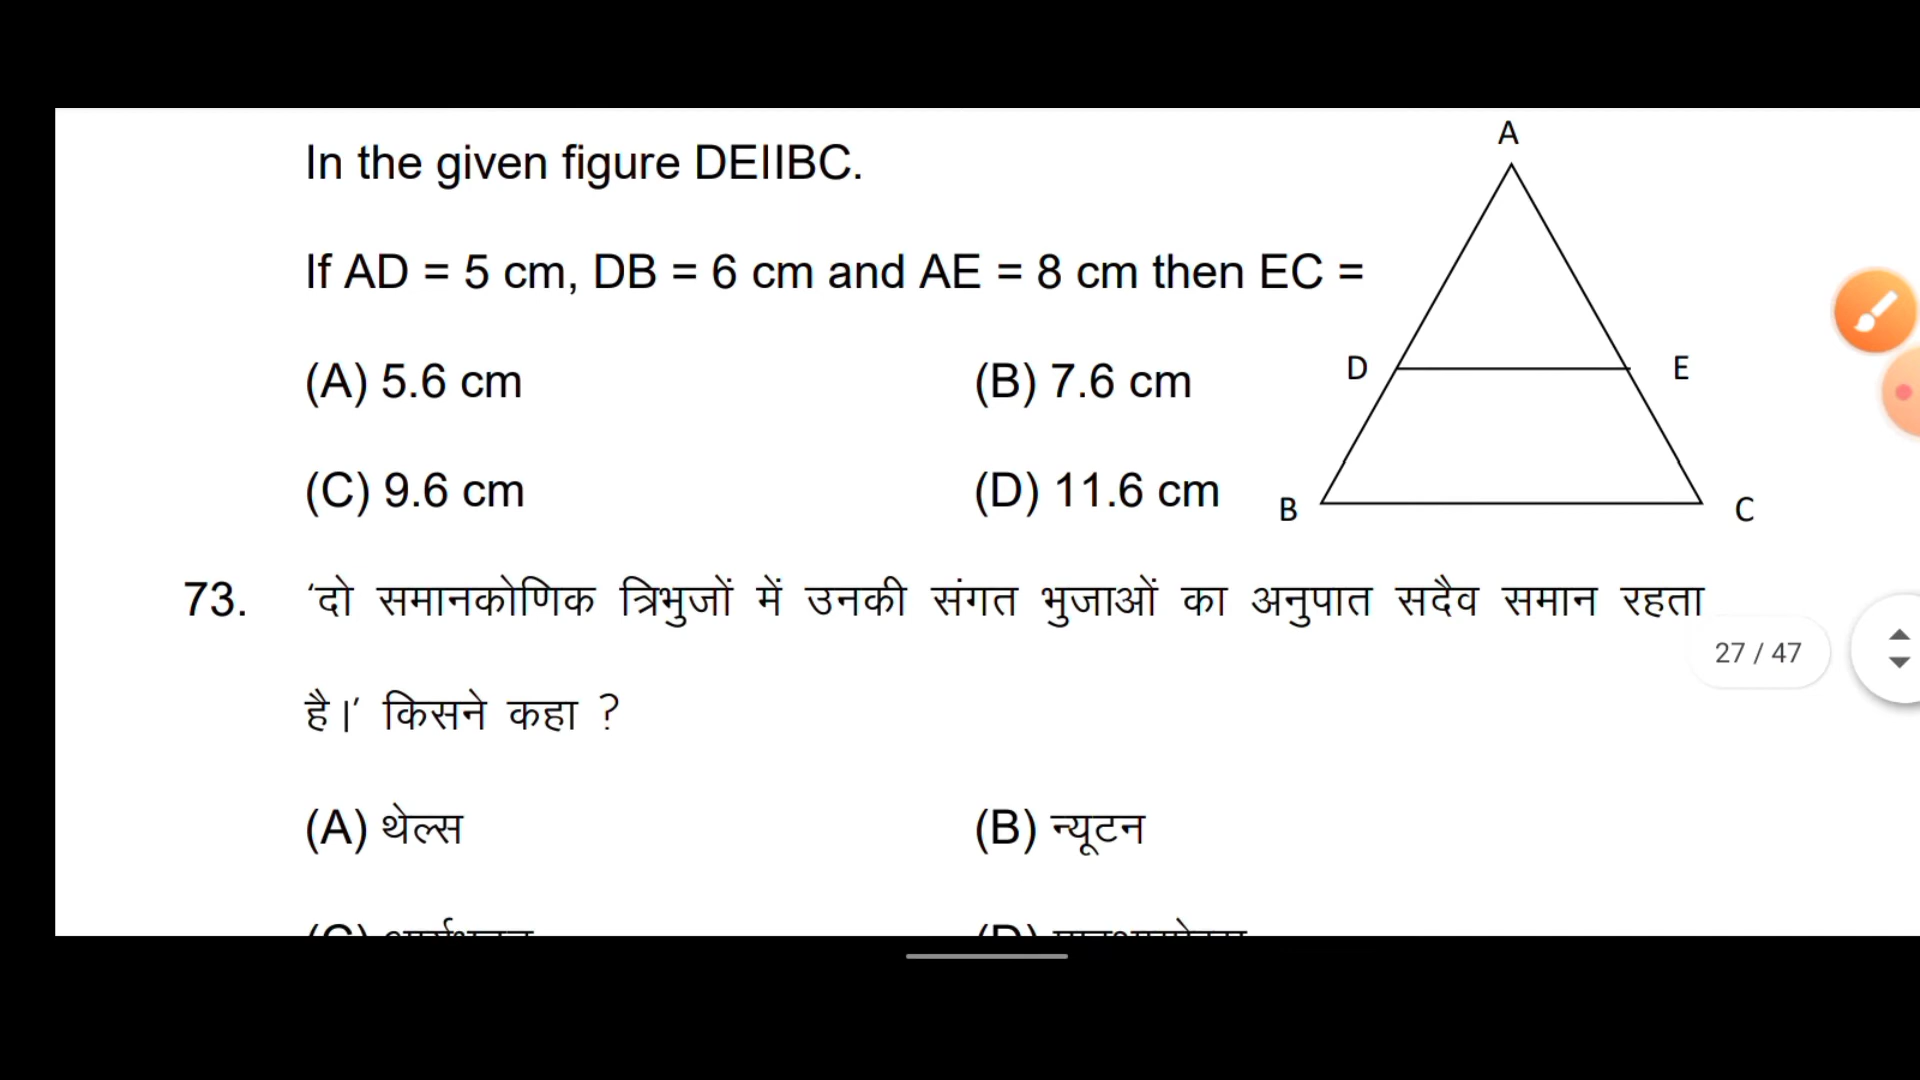 In the given figure DEIIBC.
If AD = 5 cm, DB = 6 cm and AE = 8 cm then EC =
(A) 5.6 cm (B) 7.6 cm
(C) 9.6 cm (D) 11.6 cm
A
D E
B C
73. ‘दो समानकोणिक त्रिभुजों में उनकी संगत भुजाओं का अनुपात सदैव समान रहता
27 / 47
है।’ किसने कहा ?
(A) थेल्स (B) न्यूटन